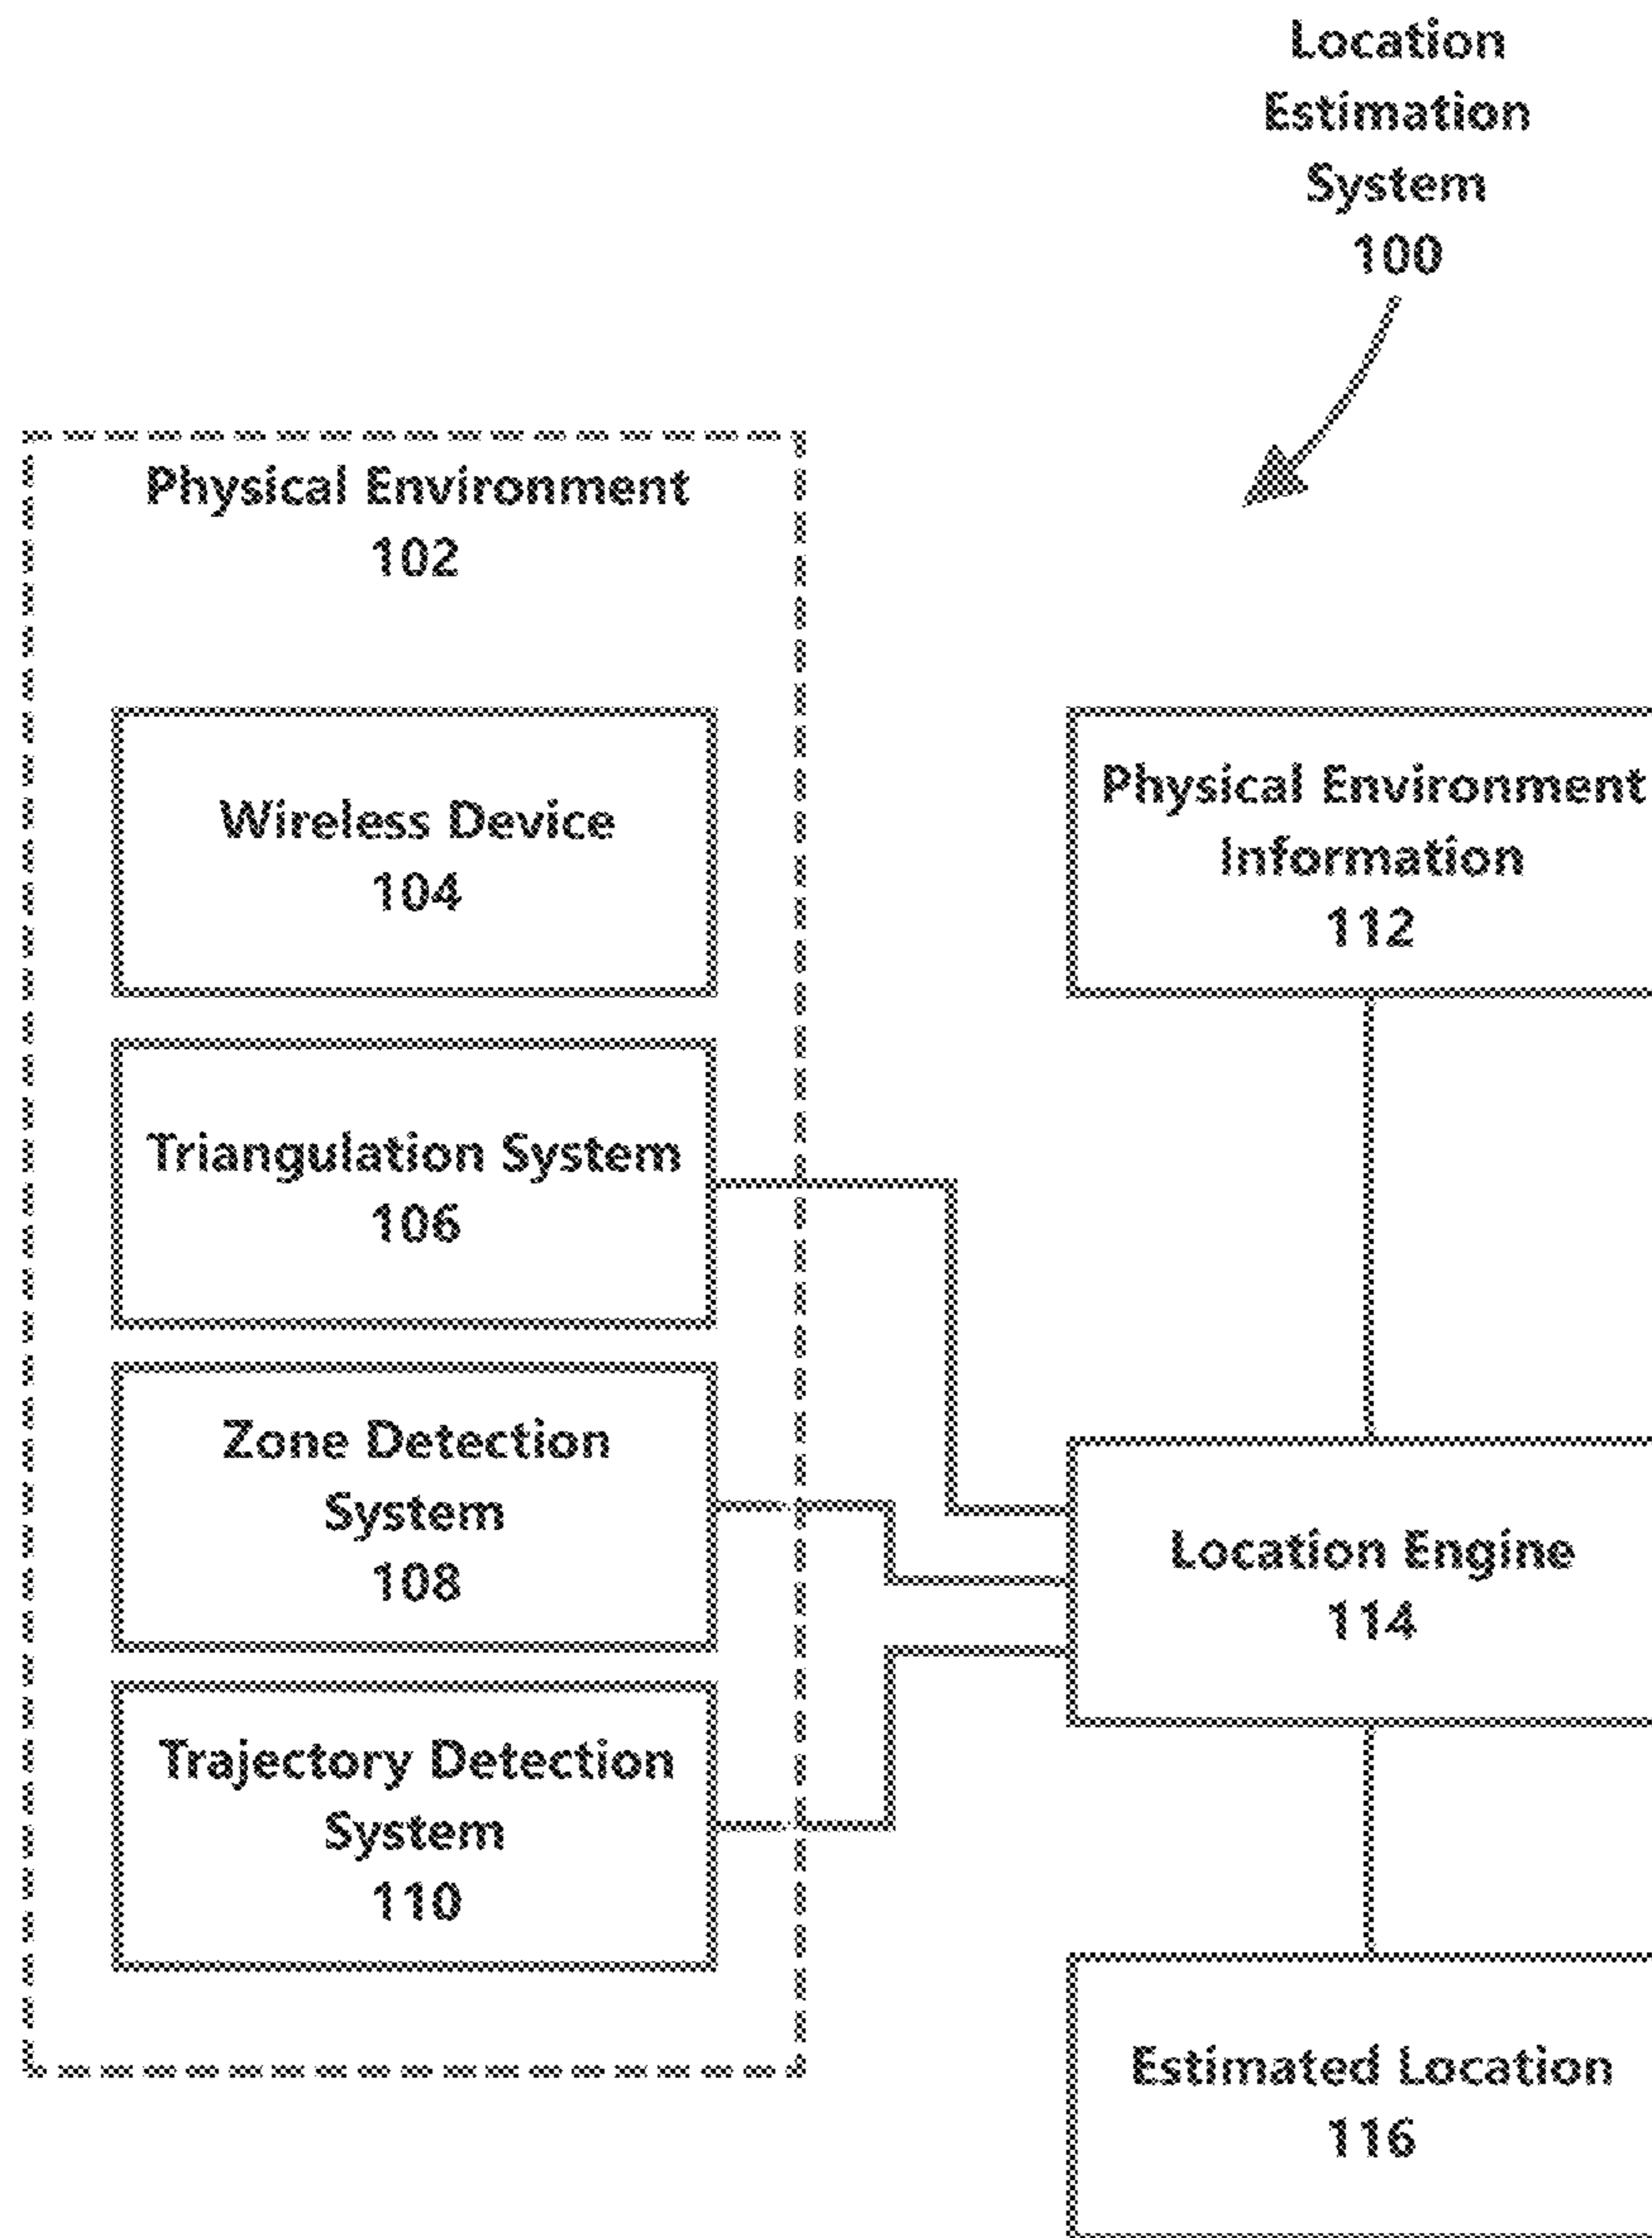 Location
Estimation
System
100
Physical Environment
102
Wireless Device
104
Triangulation System
106
Zone Detection
System
108
Trajectory Detection
System
110
Physical Environment
Information
112
Location Engine
114
Estimated Location
116